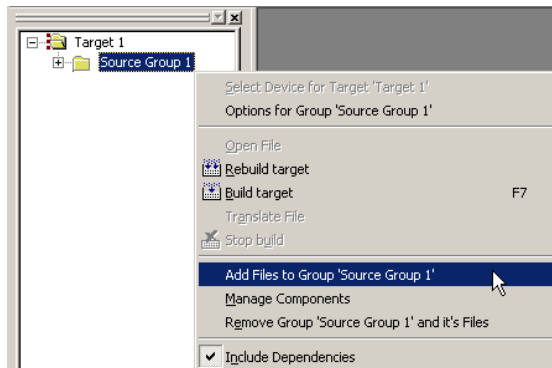 Target 1
Source Group 1
Select Device for Target 'Target 1'
Options for Group 'Source Group 1'
Open File
Rebuild target
Build target F7
Translate File
Stop build
Add Files to Group 'Source Group 1'
Manage Components
Remove Group 'Source Group 1' and it's Files
Include Dependencies